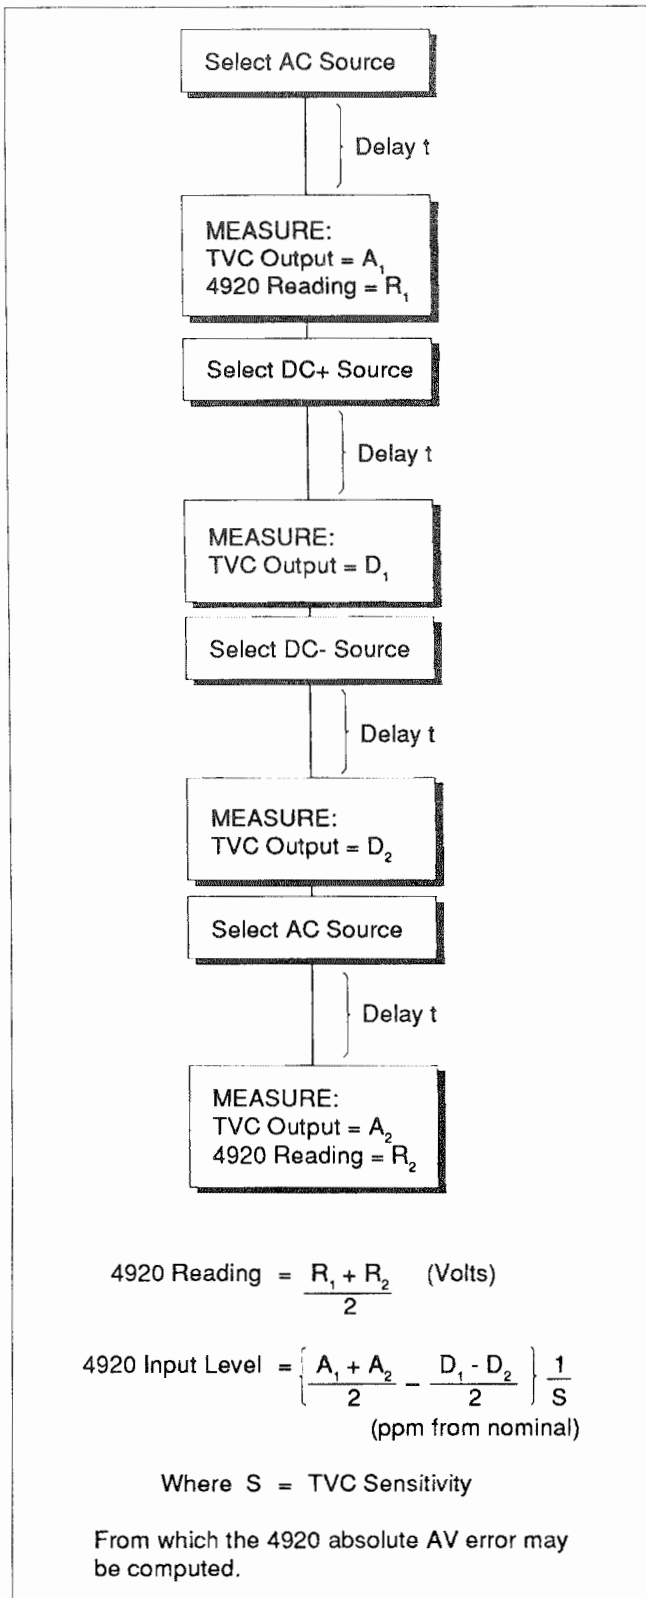 Select AC Source
Delay t
MEASURE:
TVC Output = A₁
4920 Reading = R₁
Select DC+ Source
Delay t
MEASURE:
TVC Output = D₁
Select DC- Source
Delay t
MEASURE:
TVC Output = D₂
Select AC Source
Delay t
MEASURE:
TVC Output = A₂
4920 Reading = R₂
4920 Reading = (R₁ + R₂)/2 (Volts)
4920 Input Level = { (A₁ + A₂)/2 − (D₁ - D₂)/2 } 1/S
(ppm from nominal)
Where S = TVC Sensitivity
From which the 4920 absolute AV error may
be computed.